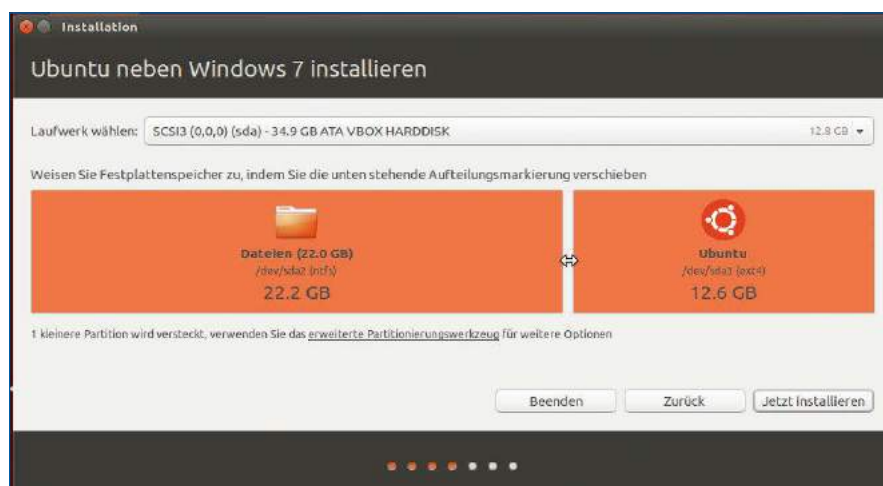 Installation
Ubuntu neben Windows 7 installieren
Laufwerk wählen: SCSI3 (0,0,0) (sda) - 34.9 GB ATA VBOX HARDDISK 12.8 GB
Weisen Sie Festplattenspeicher zu, indem Sie die unten stehende Aufteilungsmarkierung verschieben
Dateien (22.0 GB)
/dev/sda2 (ntfs)
22.2 GB
Ubuntu
/dev/sda3 (ext4)
12.6 GB
1 kleinere Partition wird versteckt, verwenden Sie das erweiterte Partitionierungswerkzeug für weitere Optionen
Beenden Zurück Jetzt installieren